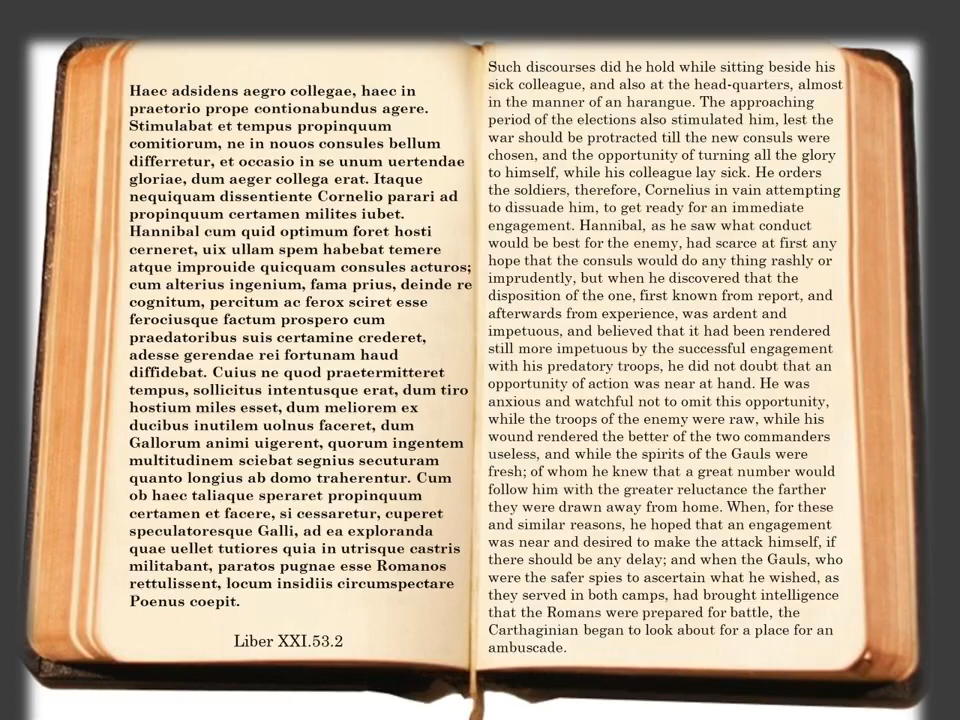 Haec adsidens aegro collegae, haec in
praetorio prope contionabundus agere.
Stimulabat et tempus propinquum
comitiorum, ne in nouos consules bellum
differretur, et occasio in se unum uertendae
gloriae, dum aeger collega erat. Itaque
nequiquam dissentiente Cornelio parari ad
propinquum certamen milites iubet.
Hannibal cum quid optimum foret hosti
cerneret, uix ullam spem habebat temere
atque improuide quicquam consules acturos;
cum alterius ingenium, fama prius, deinde re
cognitum, percitum ac ferox sciret esse
ferociusque factum prospero cum
praedatoribus suis certamine crederet,
adesse gerendae rei fortunam haud
diffidebat. Cuius ne quod praetermitteret
tempus, sollicitus intentusque erat, dum tiro
hostium miles esset, dum meliorem ex
ducibus inutilem uolnus faceret, dum
Gallorum animi uigerent, quorum ingentem
multitudinem sciebat segnius secuturam
quanto longius ab domo traherentur. Cum
ob haec taliaque speraret propinquum
certamen et facere, si cessaretur, cuperet
speculatoresque Galli, ad ea exploranda
quae uellet tutiores quia in utrisque castris
militabant, paratos pugnae esse Romanos
rettulissent, locum insidiis circumspectare
Poenus coepit.
Liber XXI.53.2
Such discourses did he hold while sitting beside his
sick colleague, and also at the head-quarters, almost
in the manner of an harangue. The approaching
period of the elections also stimulated him, lest the
war should be protracted till the new consuls were
chosen, and the opportunity of turning all the glory
to himself, while his colleague lay sick. He orders
the soldiers, therefore, Cornelius in vain attempting
to dissuade him, to get ready for an immediate
engagement. Hannibal, as he saw what conduct
would be best for the enemy, had scarce at first any
hope that the consuls would do any thing rashly or
imprudently, but when he discovered that the
disposition of the one, first known from report, and
afterwards from experience, was ardent and
impetuous, and believed that it had been rendered
still more impetuous by the successful engagement
with his predatory troops, he did not doubt that an
opportunity of action was near at hand. He was
anxious and watchful not to omit this opportunity,
while the troops of the enemy were raw, while his
wound rendered the better of the two commanders
useless, and while the spirits of the Gauls were
fresh; of whom he knew that a great number would
follow him with the greater reluctance the farther
they were drawn away from home. When, for these
and similar reasons, he hoped that an engagement
was near and desired to make the attack himself, if
there should be any delay; and when the Gauls, who
were the safer spies to ascertain what he wished, as
they served in both camps, had brought intelligence
that the Romans were prepared for battle, the
Carthaginian began to look about for a place for an
ambuscade.